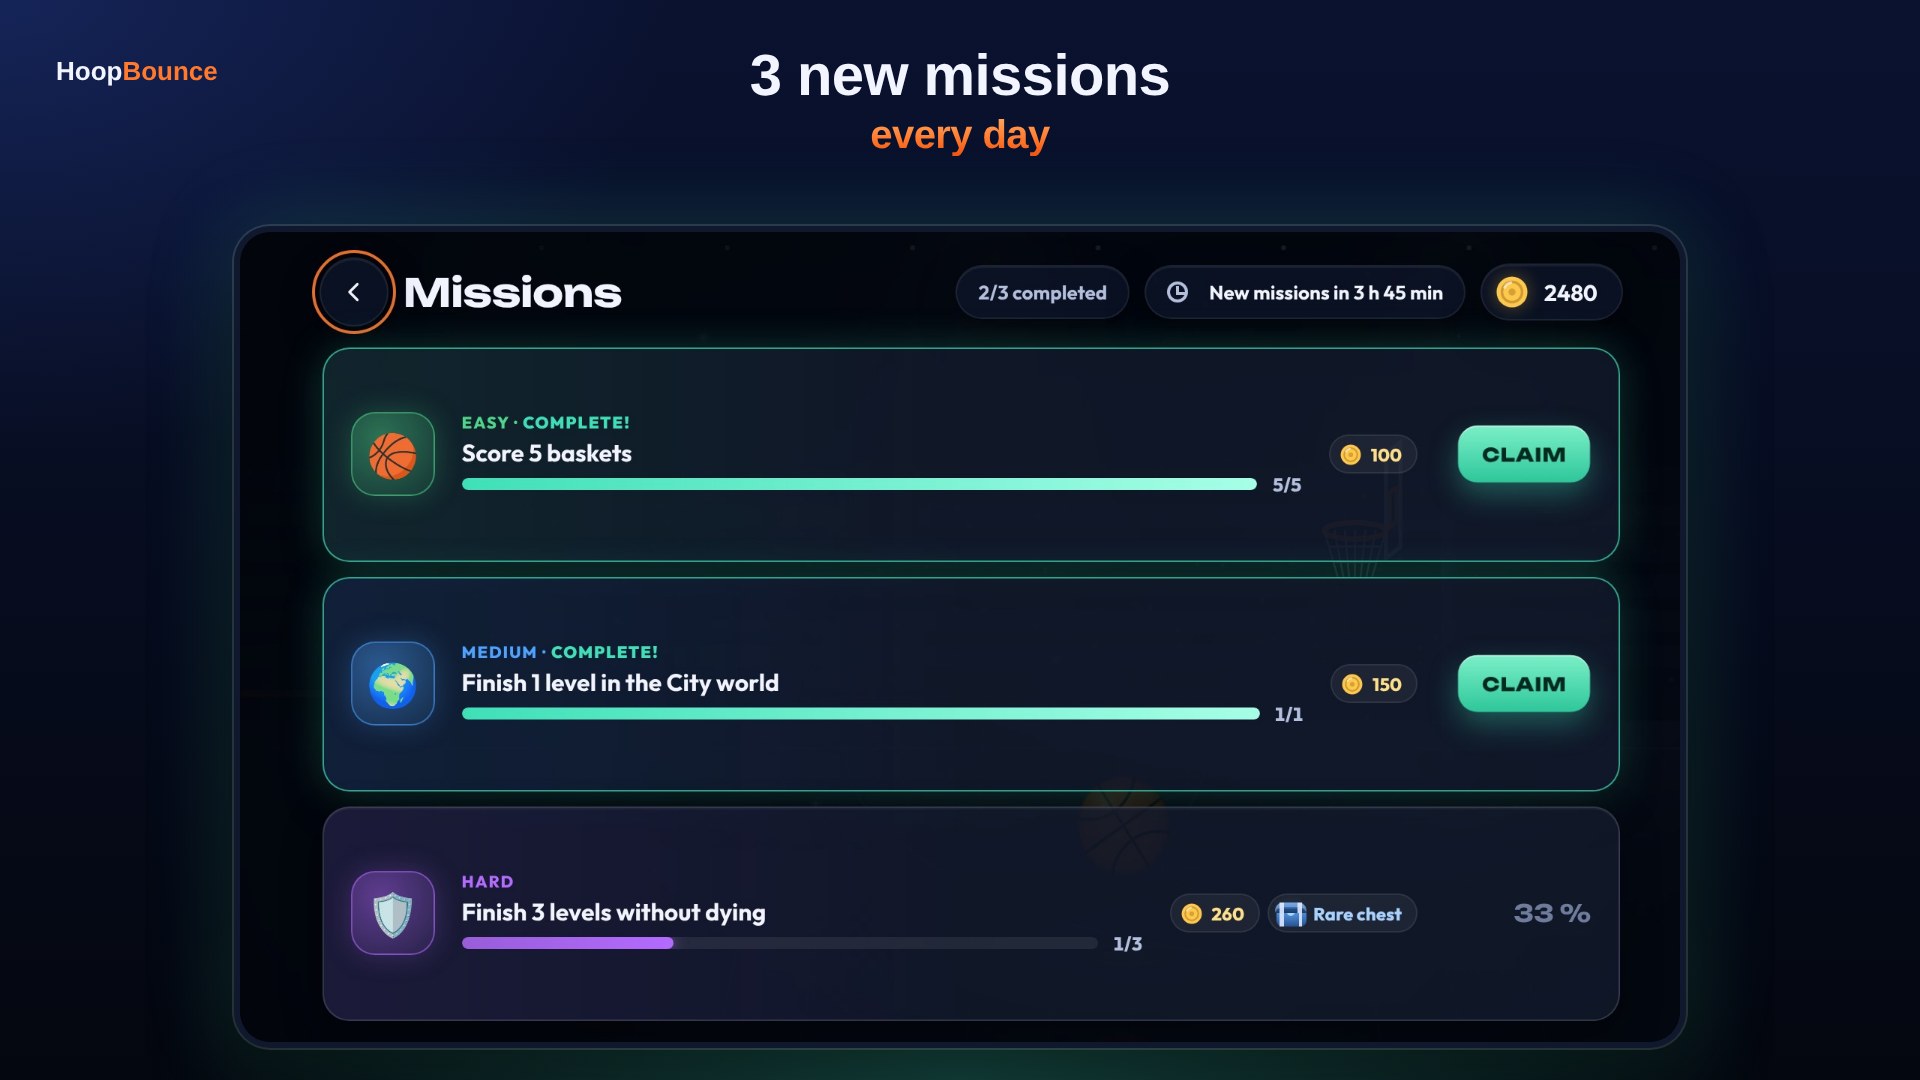 HoopBounce
3 new missions
every day
Missions
2/3 completed
New missions in 3 h 45 min
2480
EASY · COMPLETE!
Score 5 baskets
5/5
100
CLAIM
MEDIUM · COMPLETE!
Finish 1 level in the City world
1/1
150
CLAIM
HARD
Finish 3 levels without dying
1/3
260
Rare chest
33 %